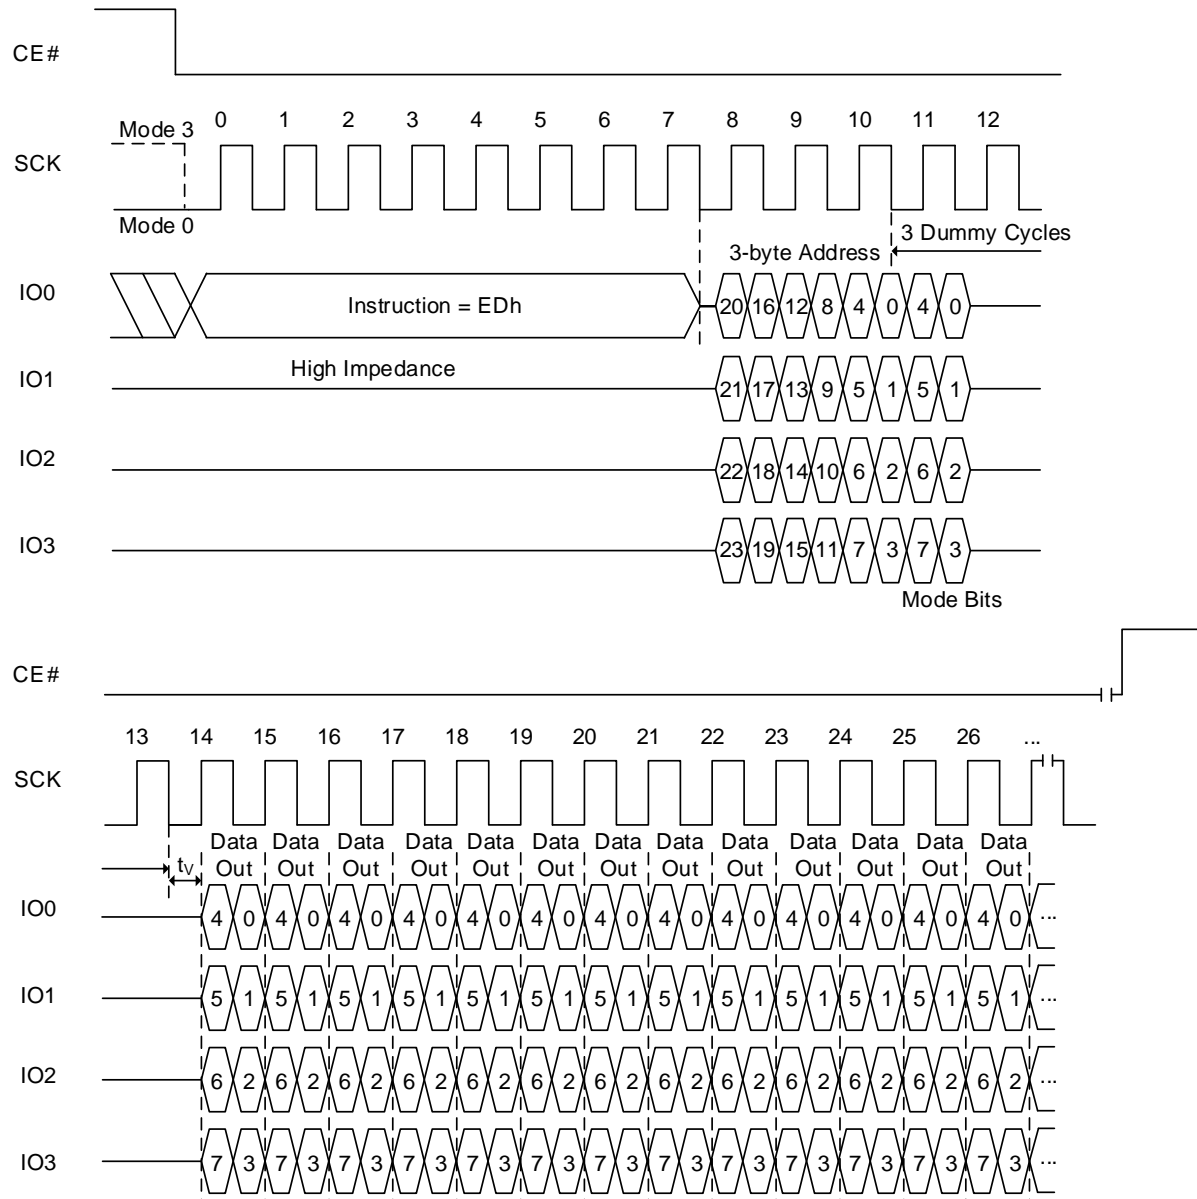 CE#
0 1 2 3 4 5 6 7 8 9 10 11 12
Mode 3
SCK
Mode 0
3 Dummy Cycles
3-byte Address
IO0
Instruction = EDh
20 16 12 8 4 0 4 0
IO1
High Impedance
21 17 13 9 5 1 5 1
IO2
22 18 14 10 6 2 6 2
IO3
23 19 15 11 7 3 7 3
Mode Bits
CE#
13 14 15 16 17 18 19 20 21 22 23 24 25 26 ...
SCK
Data Data Data Data Data Data Data Data Data Data Data Data Data
tV Out Out Out Out Out Out Out Out Out Out Out Out Out
IO0
4 0 4 0 4 0 4 0 4 0 4 0 4 0 4 0 4 0 4 0 4 0 4 0 4 0 ...
IO1
5 1 5 1 5 1 5 1 5 1 5 1 5 1 5 1 5 1 5 1 5 1 5 1 5 1 ...
IO2
6 2 6 2 6 2 6 2 6 2 6 2 6 2 6 2 6 2 6 2 6 2 6 2 6 2 ...
IO3
7 3 7 3 7 3 7 3 7 3 7 3 7 3 7 3 7 3 7 3 7 3 7 3 7 3 ...